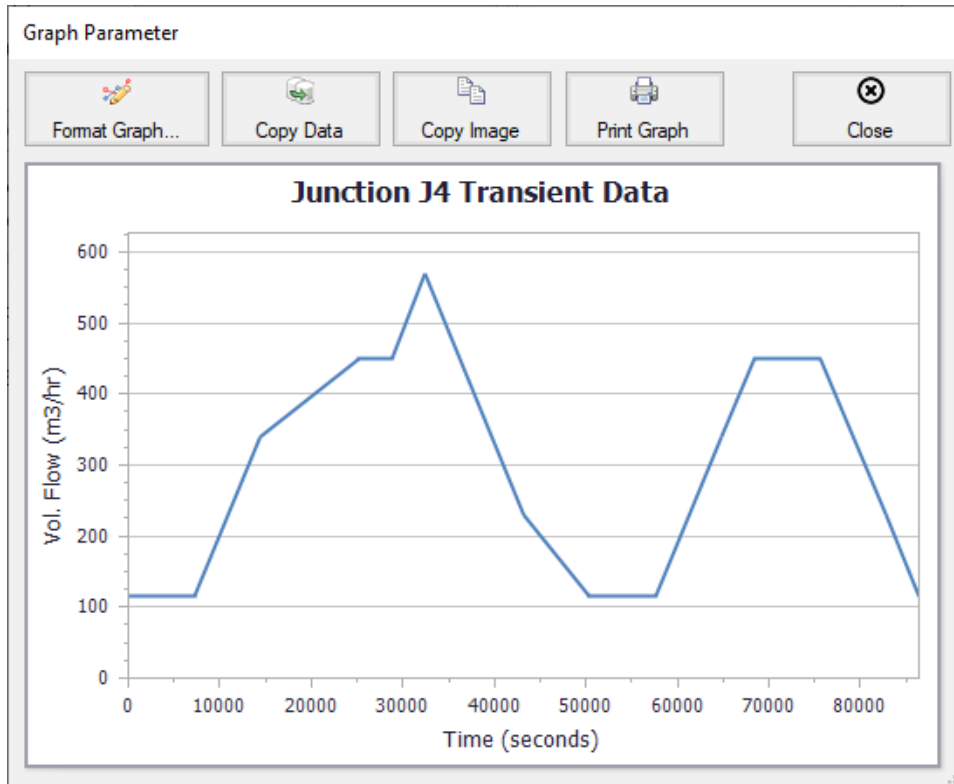 Graph Parameter
Format Graph...
Copy Data
Copy Image
Print Graph
Close
Junction J4 Transient Data
Vol. Flow (m3/hr)
600
500
400
300
200
100
0
0 10000 20000 30000 40000 50000 60000 70000 80000
Time (seconds)